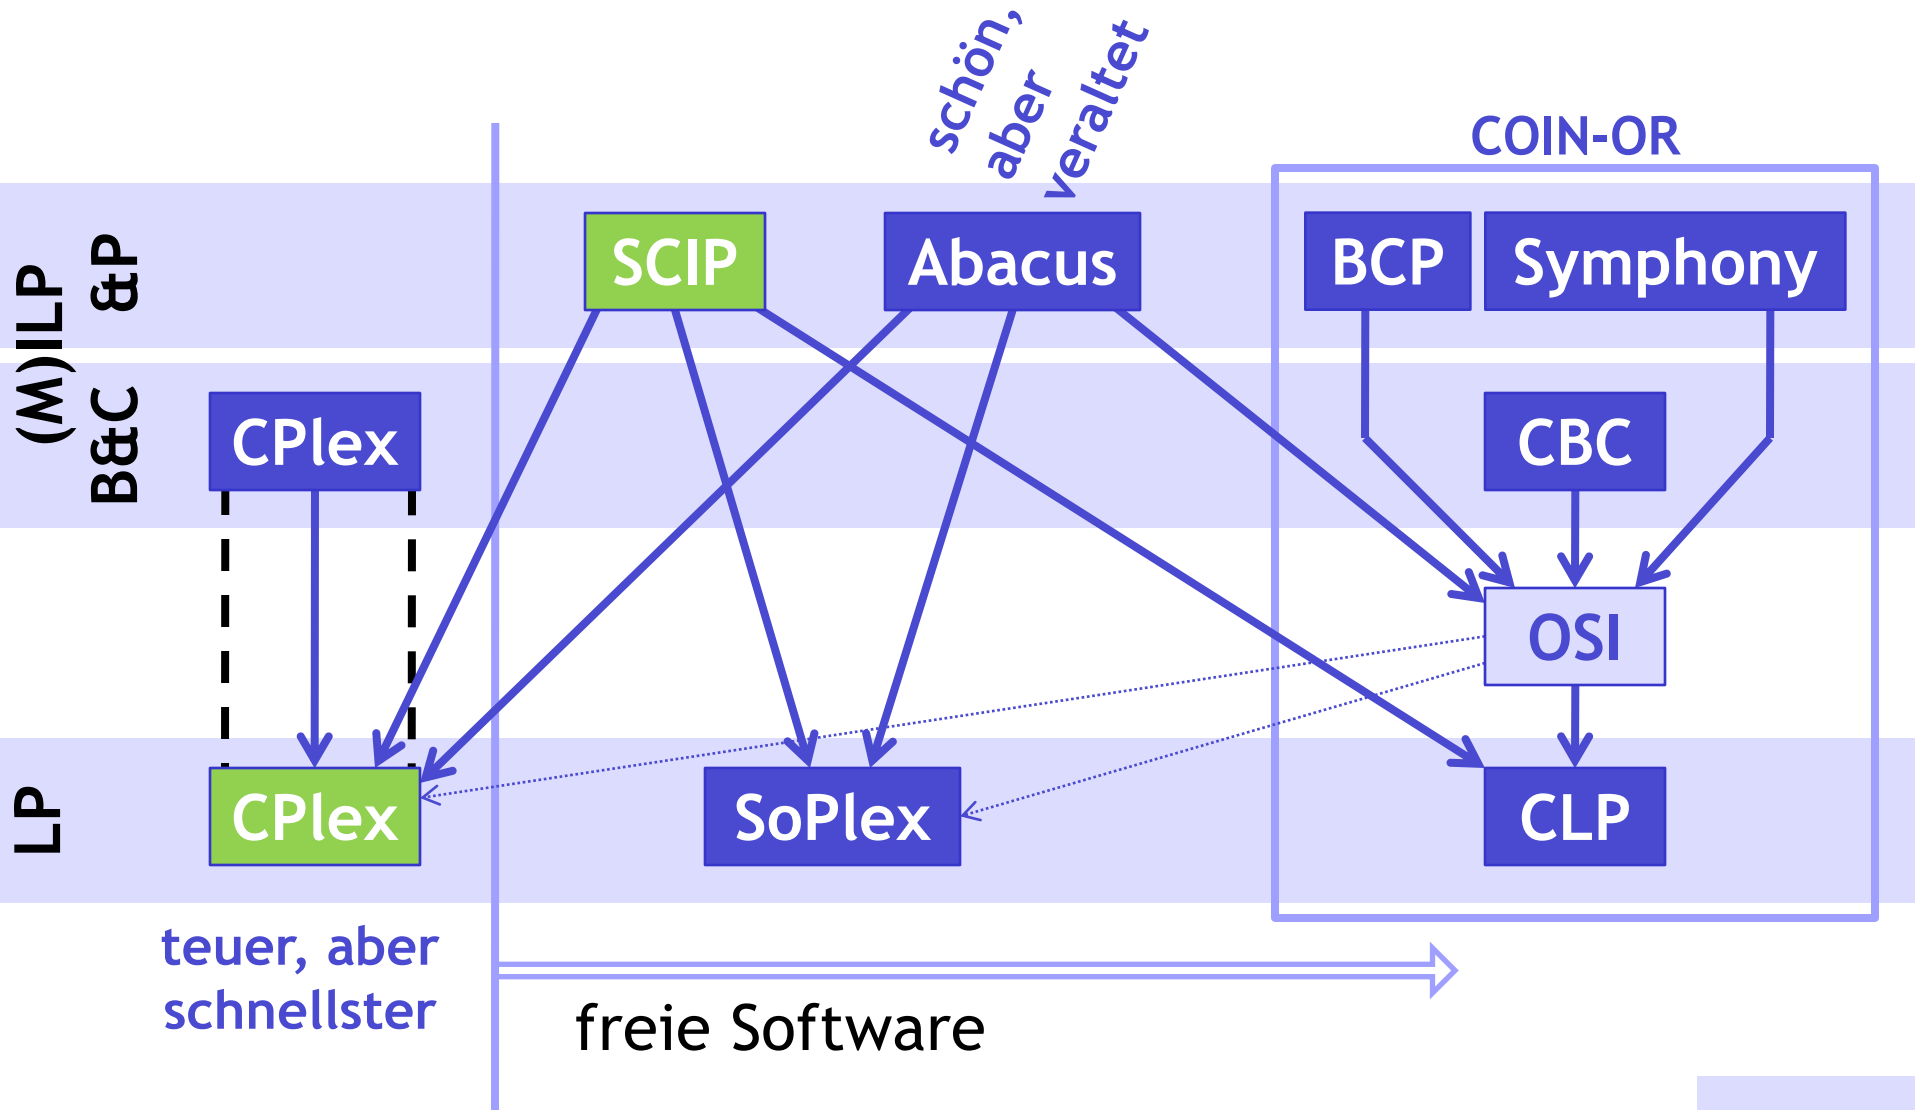 schön,
aber
veraltet
COIN-OR
(M)ILP
&P
B&C
SCIP
Abacus
BCP
Symphony
CPlex
CBC
OSI
LP
CPlex
SoPlex
CLP
teuer, aber
schnellster
freie Software